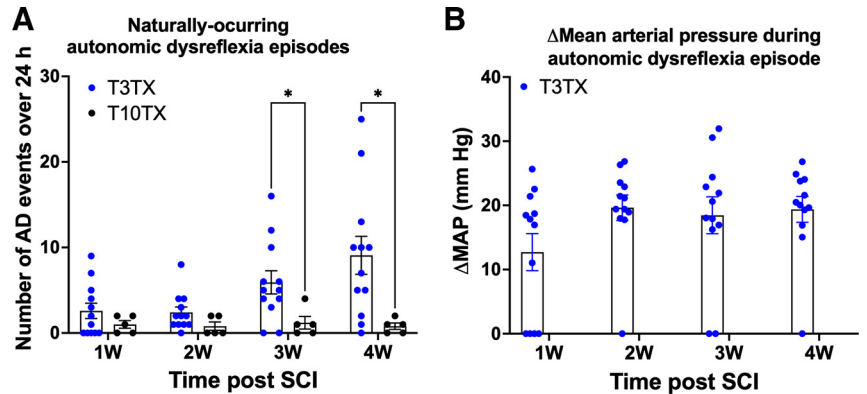 A
Naturally-ocurring
autonomic dysreflexia episodes
Number of AD events over 24 h
30
20
10
0
T3TX
T10TX
*
*
1W
2W
3W
4W
Time post SCI
B
ΔMean arterial pressure during
autonomic dysreflexia episode
ΔMAP (mm Hg)
40
30
20
10
0
T3TX
1W
2W
3W
4W
Time post SCI